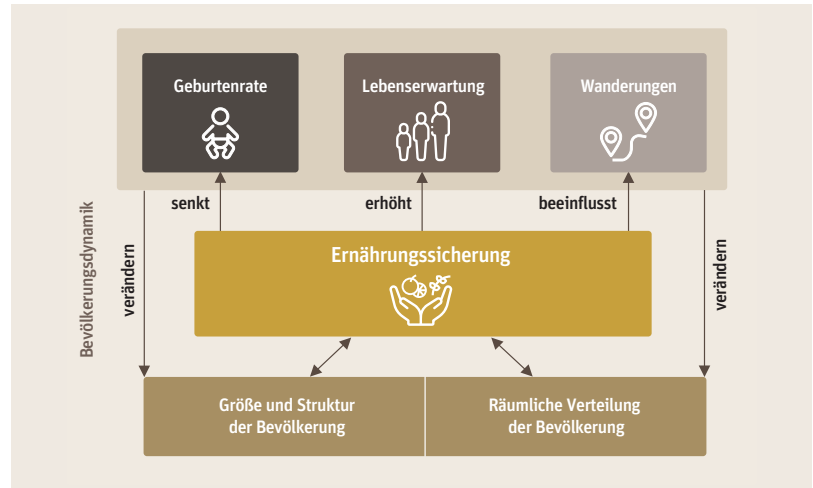 Geburtenrate
Lebenserwartung
Wanderungen
senkt
erhöht
beeinflusst
Bevölkerungsdynamik
verändern
Ernährungssicherung
verändern
Größe und Struktur
der Bevölkerung
Räumliche Verteilung
der Bevölkerung